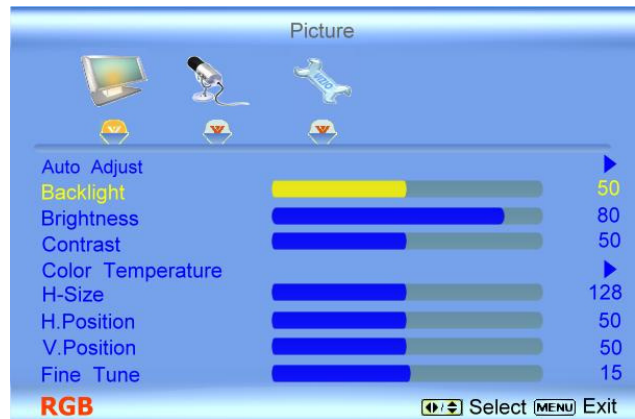 Picture
Auto Adjust
Backlight 50
Brightness 80
Contrast 50
Color Temperature
H-Size 128
H.Position 50
V.Position 50
Fine Tune 15
RGB Select MENU Exit